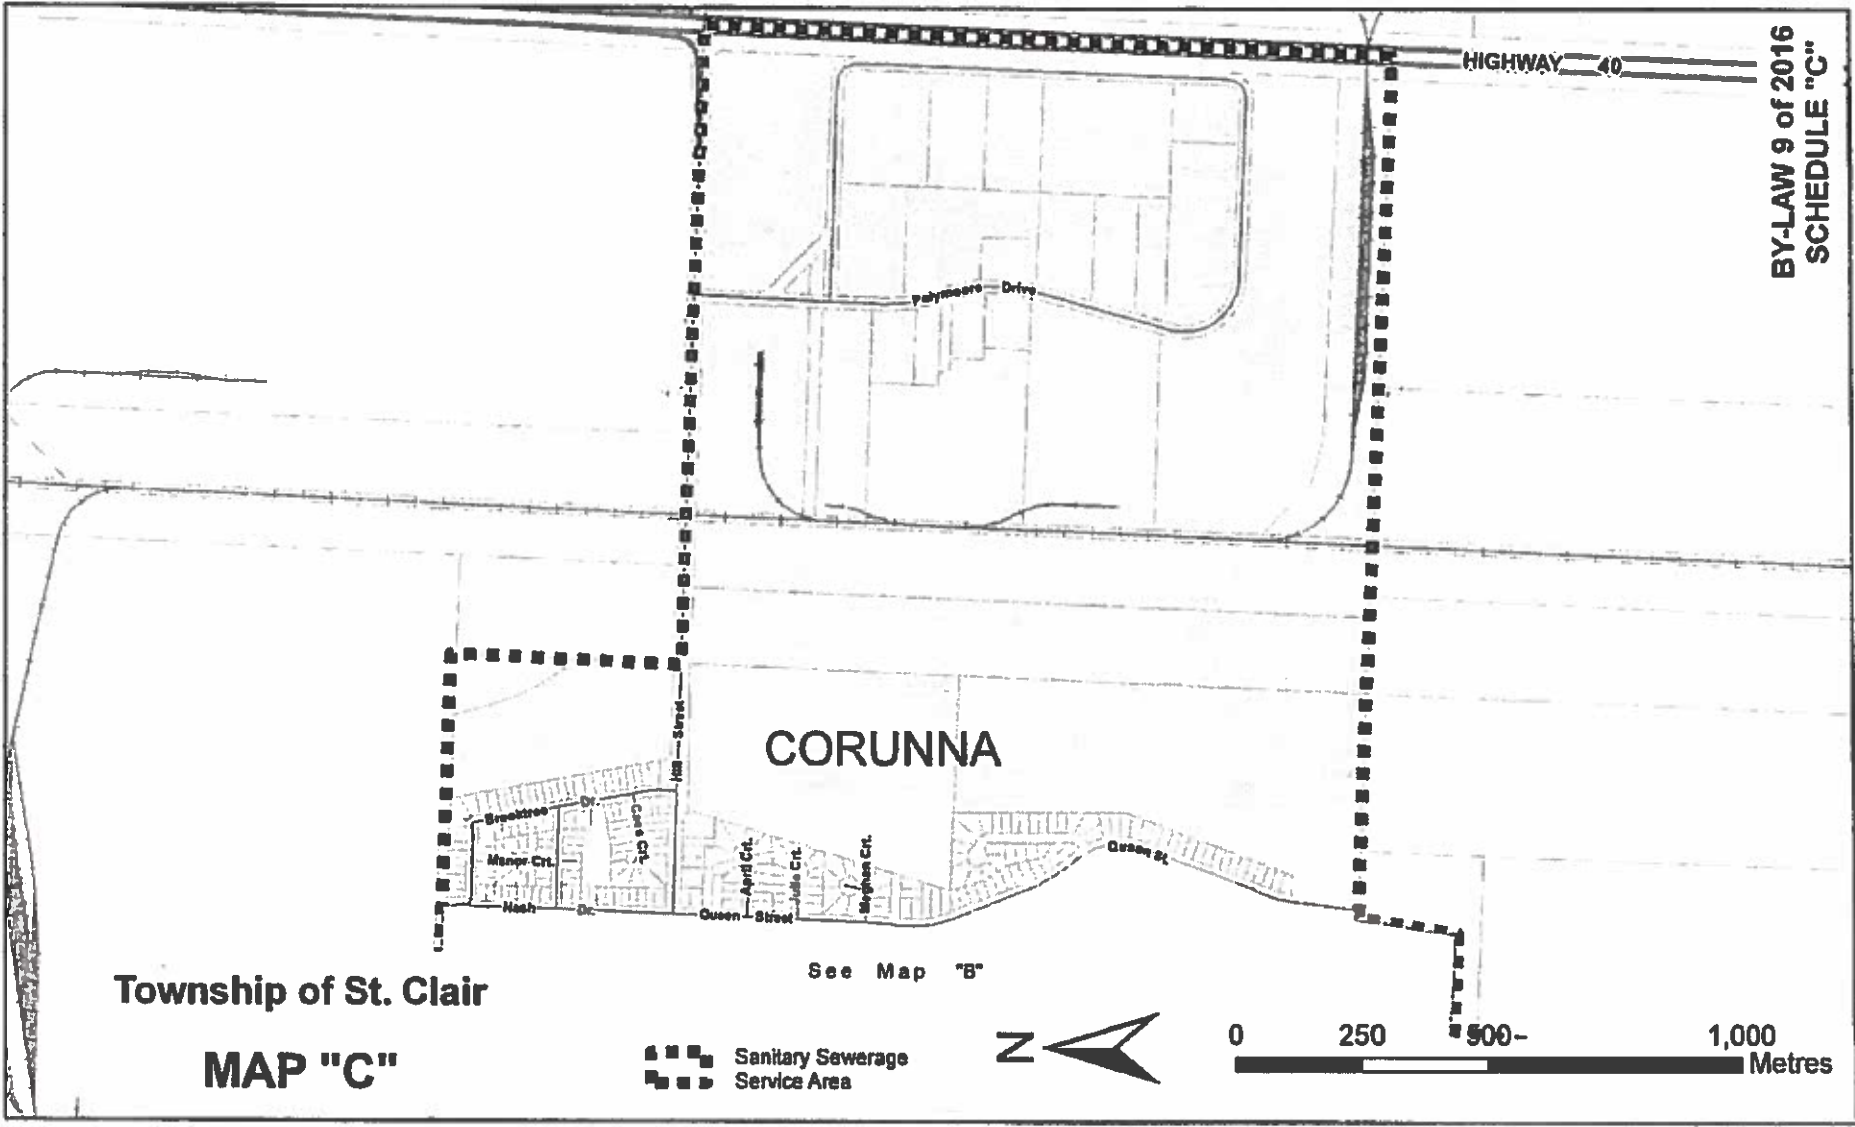 HIGHWAY 40
BY-LAW 9 of 2016
SCHEDULE "C"
Polymoore Drive
Hill Street
CORUNNA
Brooktree Dr.
Manor Crt.
April Crt.
Julie Crt.
Meghan Crt.
Queen St.
Nash Dr.
Queen Street
See Map "B"
Township of St. Clair
MAP "C"
Sanitary Sewerage
Service Area
N
0 250 500 1,000
Metres